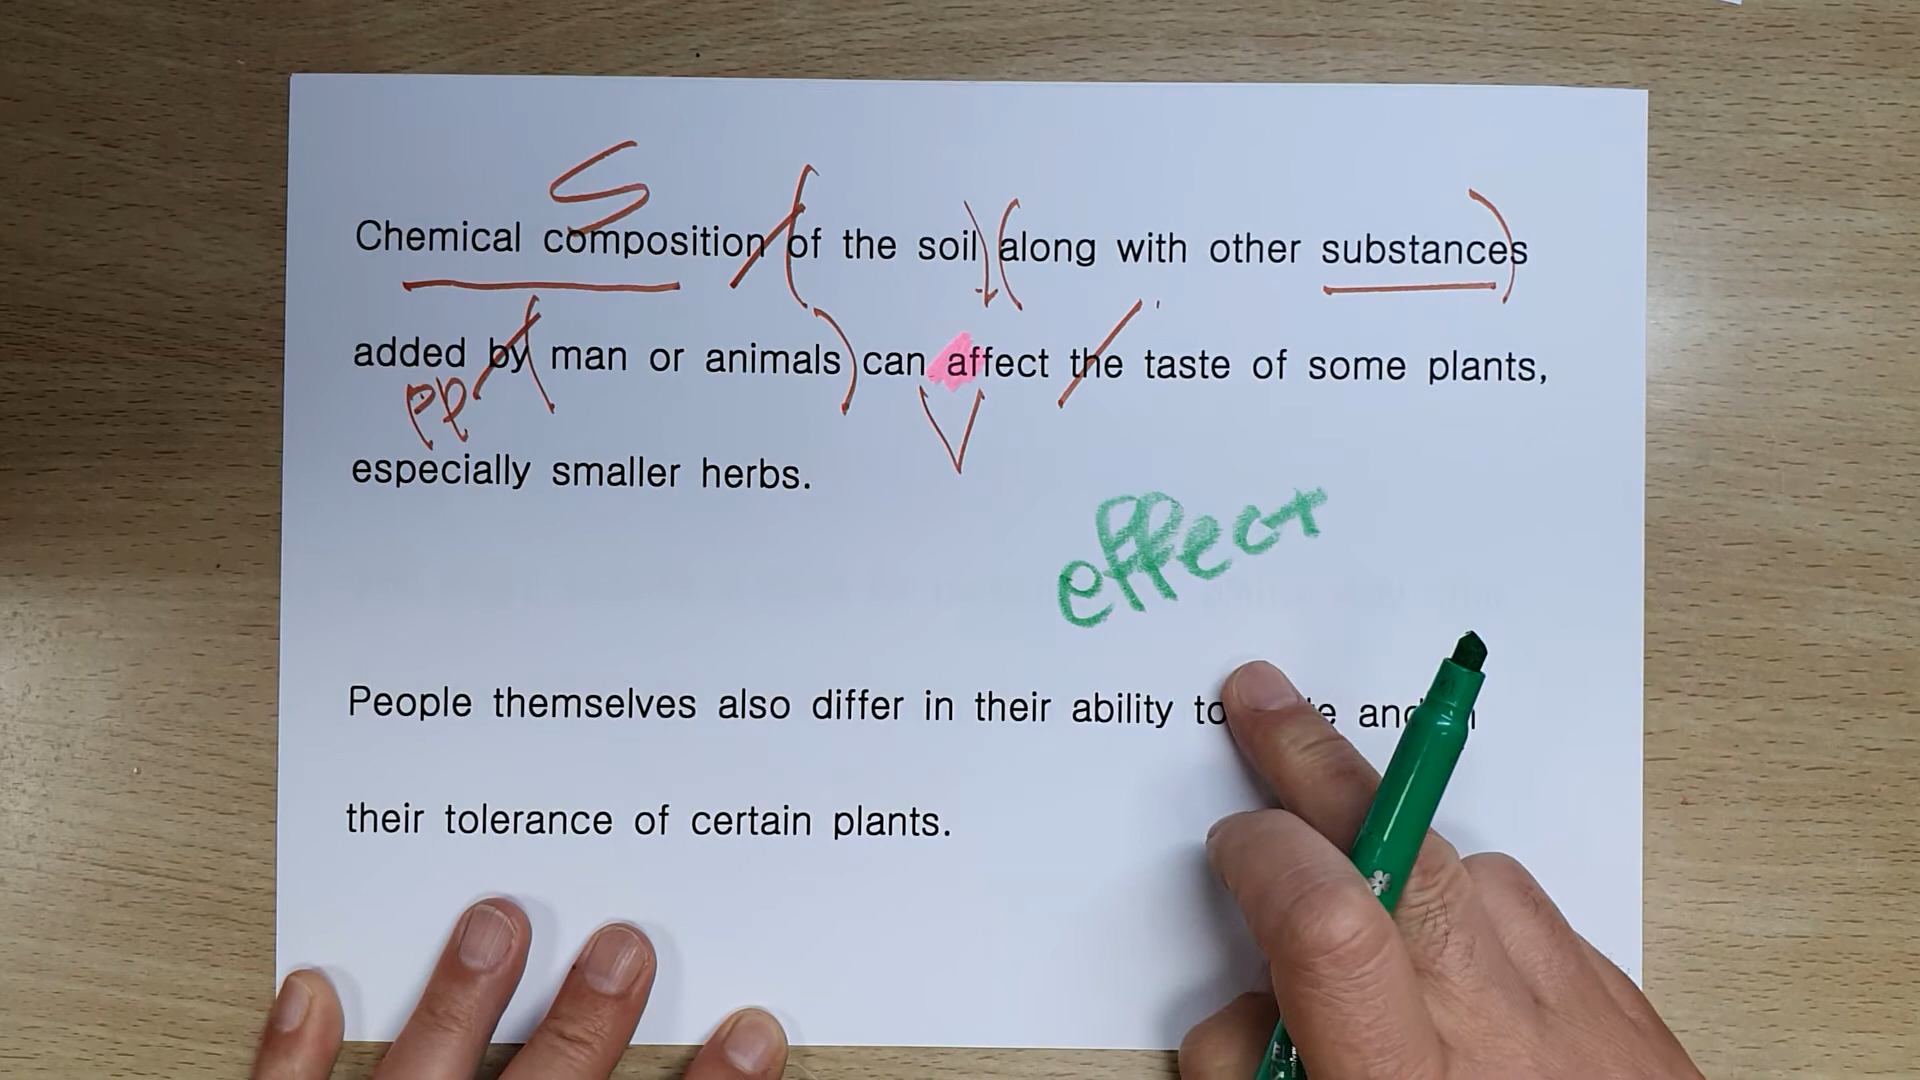 S
Chemical composition of the soil along with other substances
added by man or animals can affect the taste of some plants,
pp
V
especially smaller herbs.
effect
People themselves also differ in their ability to and
their tolerance of certain plants.